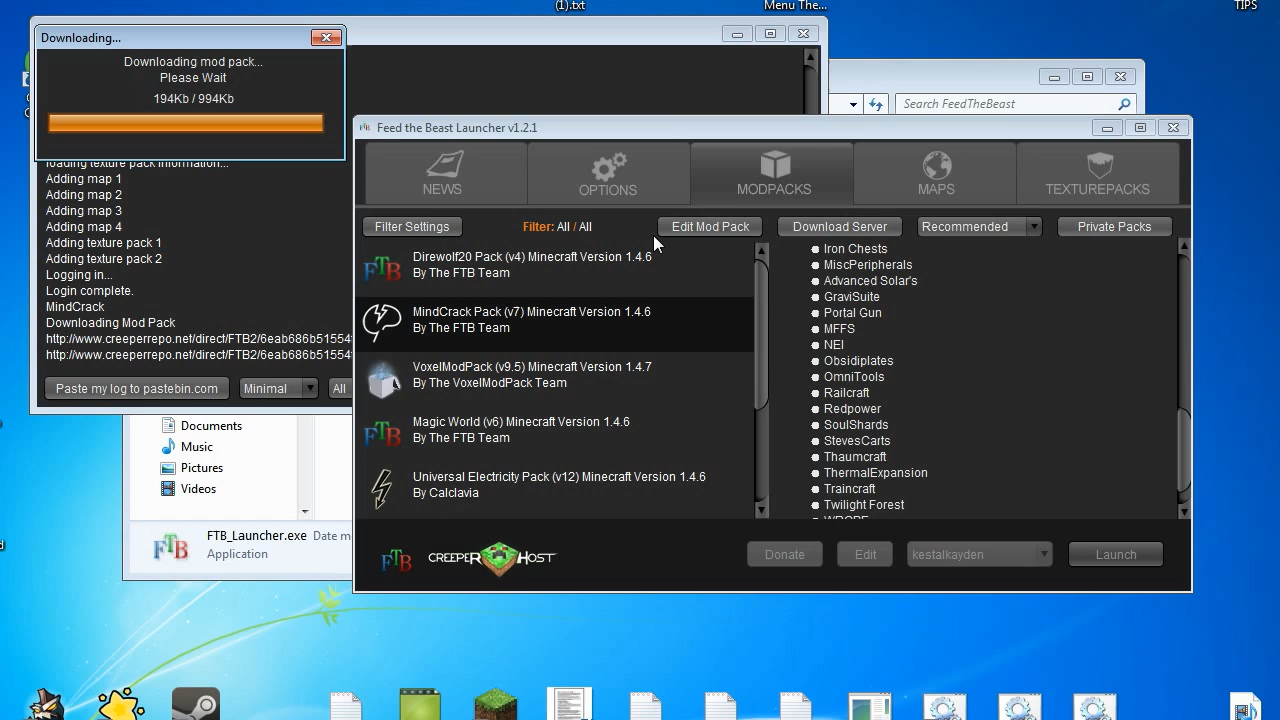 (1).txt
Menu The...
TIPS
Downloading...
Downloading mod pack...
Please Wait
194Kb / 994Kb
loading texture pack information...
Adding map 1
Adding map 2
Adding map 3
Adding map 4
Adding texture pack 1
Adding texture pack 2
Logging in...
Login complete.
MindCrack
Downloading Mod Pack
http://www.creeperrepo.net/direct/FTB2/6eab686b51554
http://www.creeperrepo.net/direct/FTB2/6eab686b51554
Paste my log to pastebin.com
Minimal
All
Search FeedTheBeast
Documents
Music
Pictures
Videos
FTB_Launcher.exe
Date m
Application
Feed the Beast Launcher v1.2.1
NEWS
OPTIONS
MODPACKS
MAPS
TEXTUREPACKS
Filter Settings
Filter: All / All
Edit Mod Pack
Download Server
Recommended
Private Packs
FTB
Direwolf20 Pack (v4) Minecraft Version 1.4.6
By The FTB Team
MindCrack Pack (v7) Minecraft Version 1.4.6
By The FTB Team
VoxelModPack (v9.5) Minecraft Version 1.4.7
By The VoxelModPack Team
FTB
Magic World (v6) Minecraft Version 1.4.6
By The FTB Team
Universal Electricity Pack (v12) Minecraft Version 1.4.6
By Calclavia
Iron Chests
MiscPeripherals
Advanced Solar's
GraviSuite
Portal Gun
MFFS
NEI
Obsidiplates
OmniTools
Railcraft
Redpower
SoulShards
StevesCarts
Thaumcraft
ThermalExpansion
Traincraft
Twilight Forest
FTB
FTB
CREEPER HOST
Donate
Edit
kestalkayden
Launch